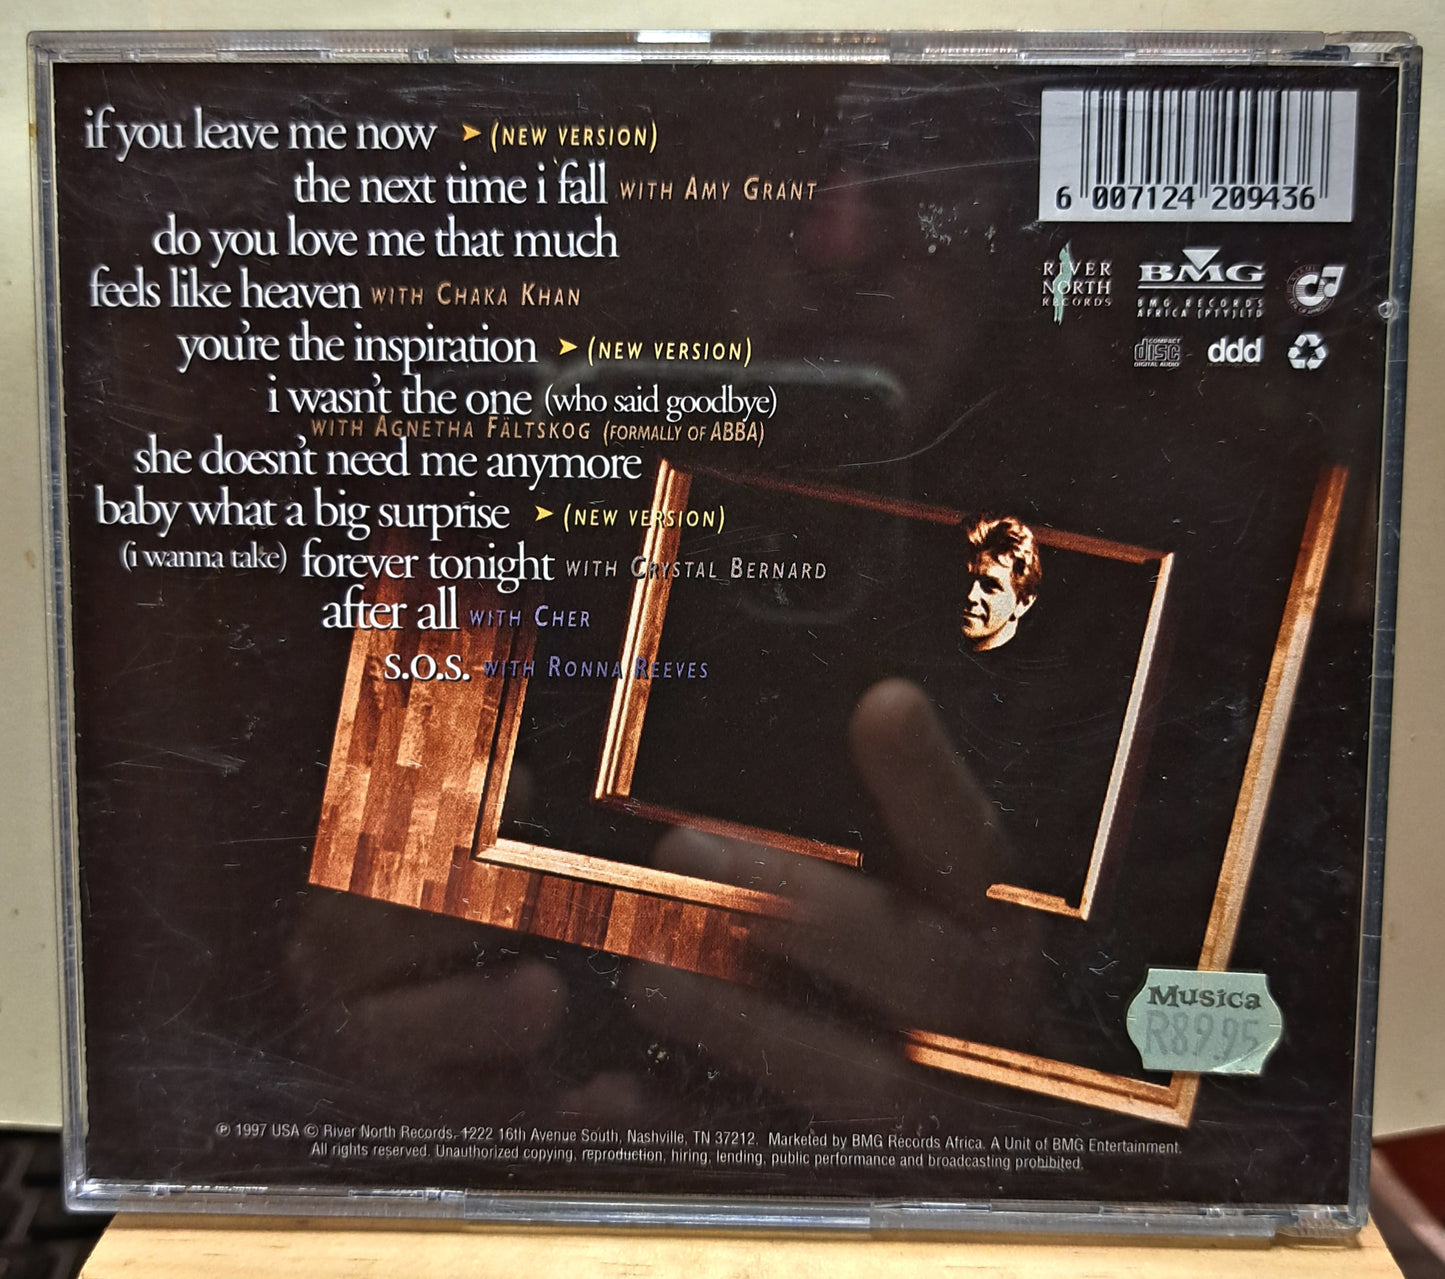 if you leave me now ➤ (NEW VERSION)
the next time i fall WITH AMY GRANT
do you love me that much
feels like heaven WITH CHAKA KHAN
you're the inspiration ➤ (NEW VERSION)
i wasn't the one (who said goodbye)
WITH AGNETHA FÄLTSKOG (FORMALLY OF ABBA)
she doesn't need me anymore
baby what a big surprise ➤ (NEW VERSION)
(i wanna take) forever tonight WITH CRYSTAL BERNARD
after all WITH CHER
s.o.s. WITH RONNA REEVES
6 007124 209436
RIVER
NORTH
RECORDS
BMG
BMG RECORDS
AFRICA (PTY) LTD
COMPACT
disc
DIGITAL AUDIO
ddd
Musica
R89.95
℗ 1997 USA © River North Records. 1222 16th Avenue South, Nashville, TN 37212. Marketed by BMG Records Africa. A Unit of BMG Entertainment.
All rights reserved. Unauthorized copying, reproduction, hiring, lending, public performance and broadcasting prohibited.